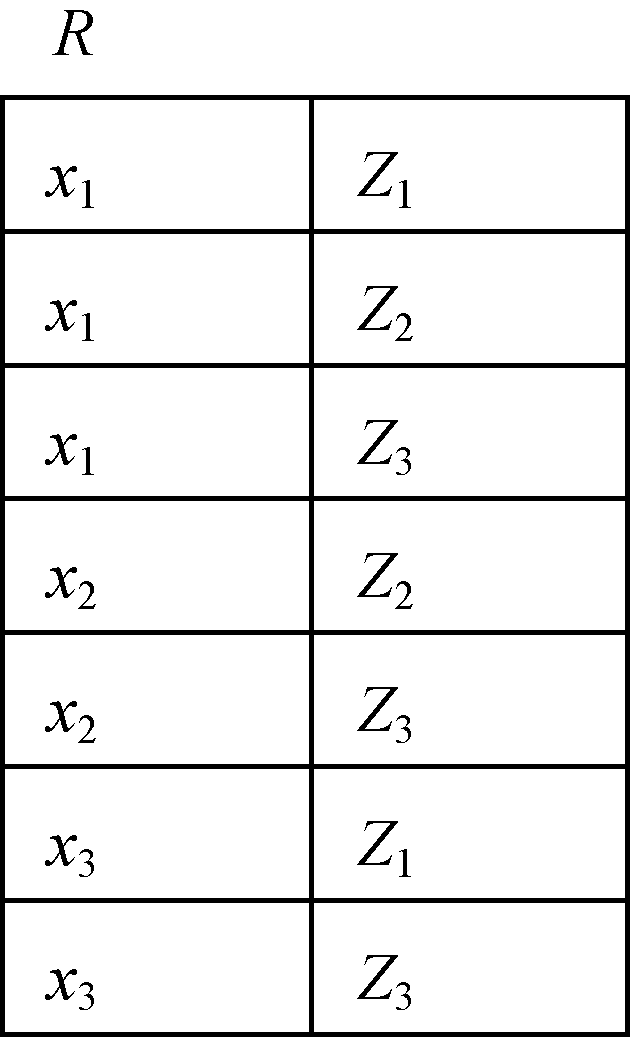 R
x₁ Z₁
x₁ Z₂
x₁ Z₃
x₂ Z₂
x₂ Z₃
x₃ Z₁
x₃ Z₃